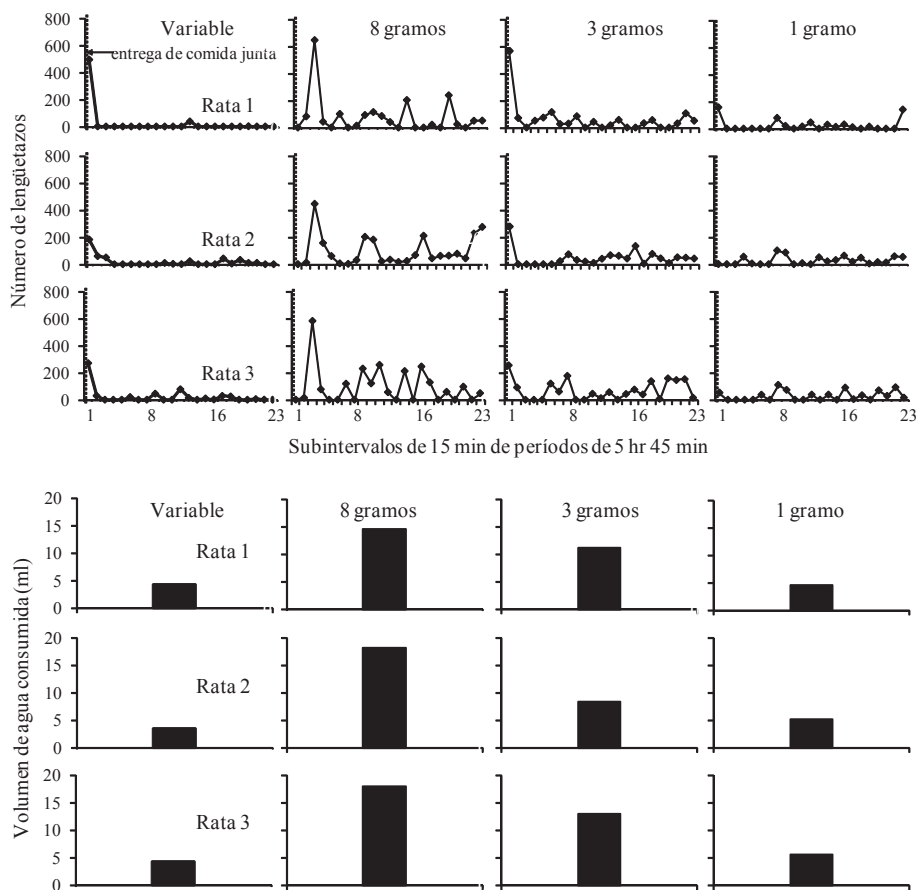 Variable 8 gramos 3 gramos 1 gramo
entrega de comida junta
Número de lengüetazos
800
600
400
200
0
Rata 1
800
600
400
200
0
Rata 2
800
600
400
200
0
Rata 3
1 8 16 23 1 8 16 23 1 8 16 23 1 8 16 23
Subintervalos de 15 min de períodos de 5 hr 45 min
Variable 8 gramos 3 gramos 1 gramo
Volumen de agua consumida (ml)
20
15
10
5
0
Rata 1
20
15
10
5
0
Rata 2
20
15
10
5
0
Rata 3